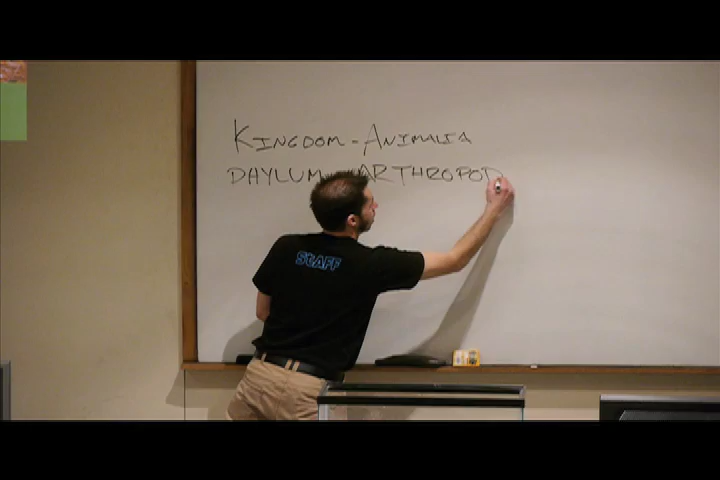 KINGDOM - ANIMALIA
PHYLUM - ARTHROPOD
STAFF